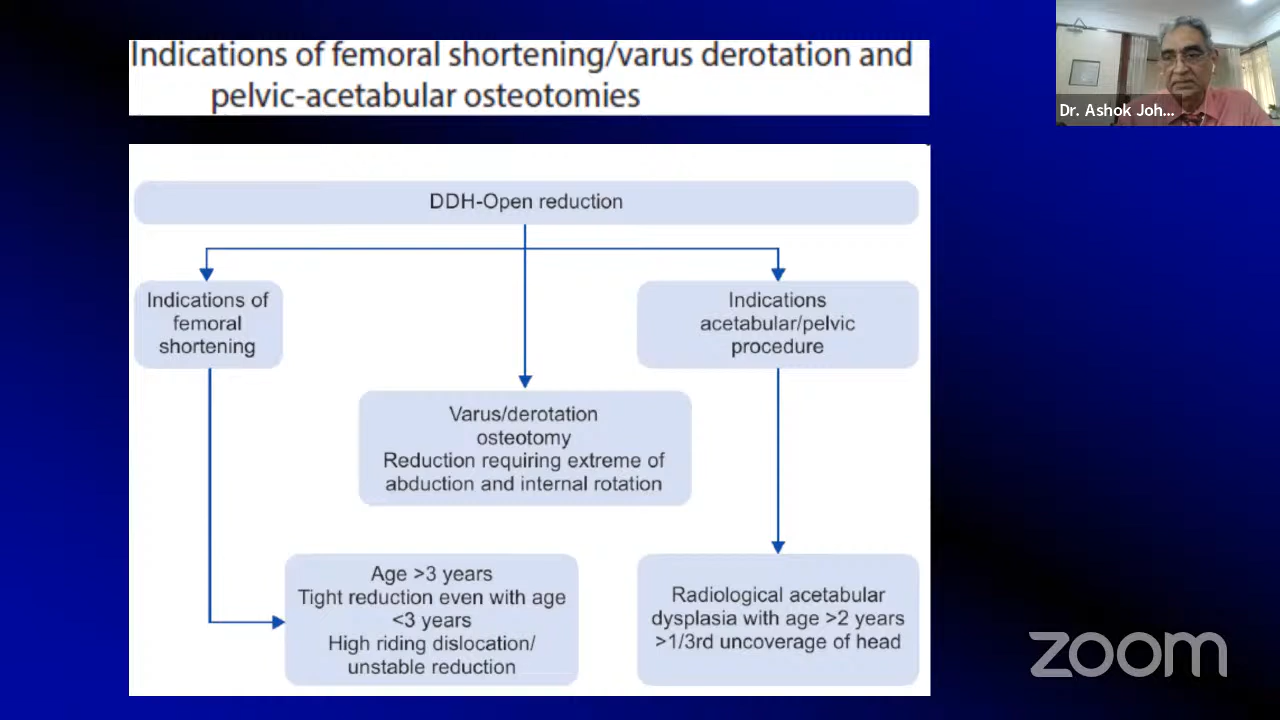 Indications of femoral shortening/varus derotation and
pelvic-acetabular osteotomies
Dr. Ashok Joh...
DDH-Open reduction
Indications of
femoral
shortening
Indications
acetabular/pelvic
procedure
Varus/derotation
osteotomy
Reduction requiring extreme of
abduction and internal rotation
Age >3 years
Tight reduction even with age
<3 years
High riding dislocation/
unstable reduction
Radiological acetabular
dysplasia with age >2 years
>1/3rd uncoverage of head
zoom